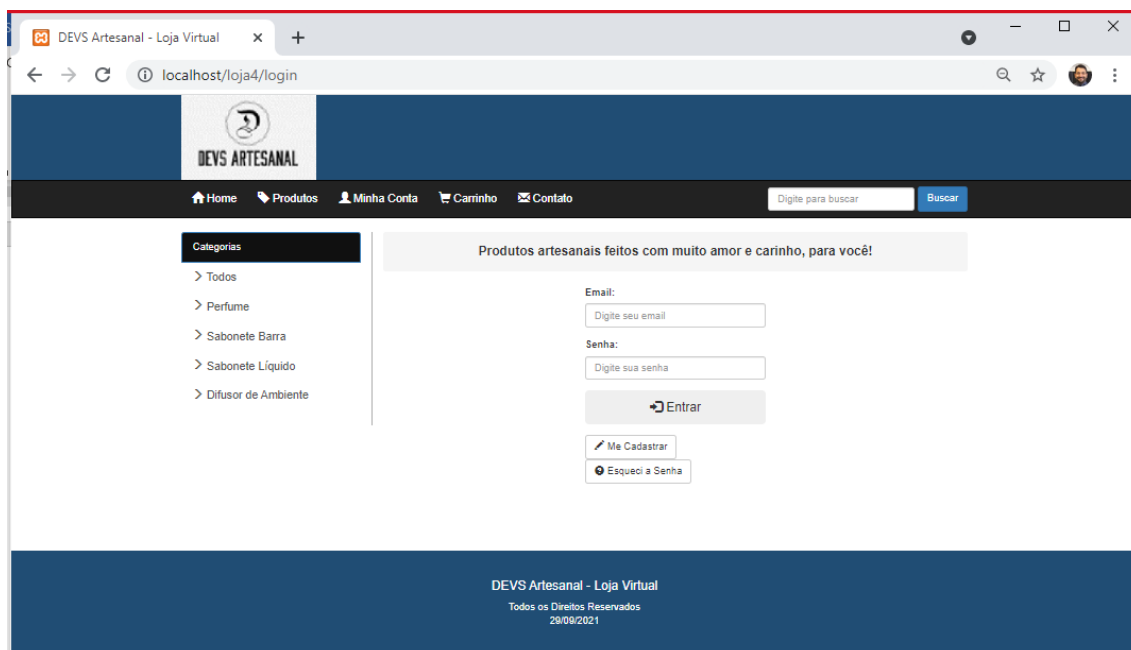 DEVS Artesanal - Loja Virtual
localhost/loja4/login
DEVS ARTESANAL
Home Produtos Minha Conta Carrinho Contato Digite para buscar Buscar
Categorias
Todos
Perfume
Sabonete Barra
Sabonete Líquido
Difusor de Ambiente
Produtos artesanais feitos com muito amor e carinho, para você!
Email:
Digite seu email
Senha:
Digite sua senha
Entrar
Me Cadastrar
Esqueci a Senha
DEVS Artesanal - Loja Virtual
Todos os Direitos Reservados
29/09/2021